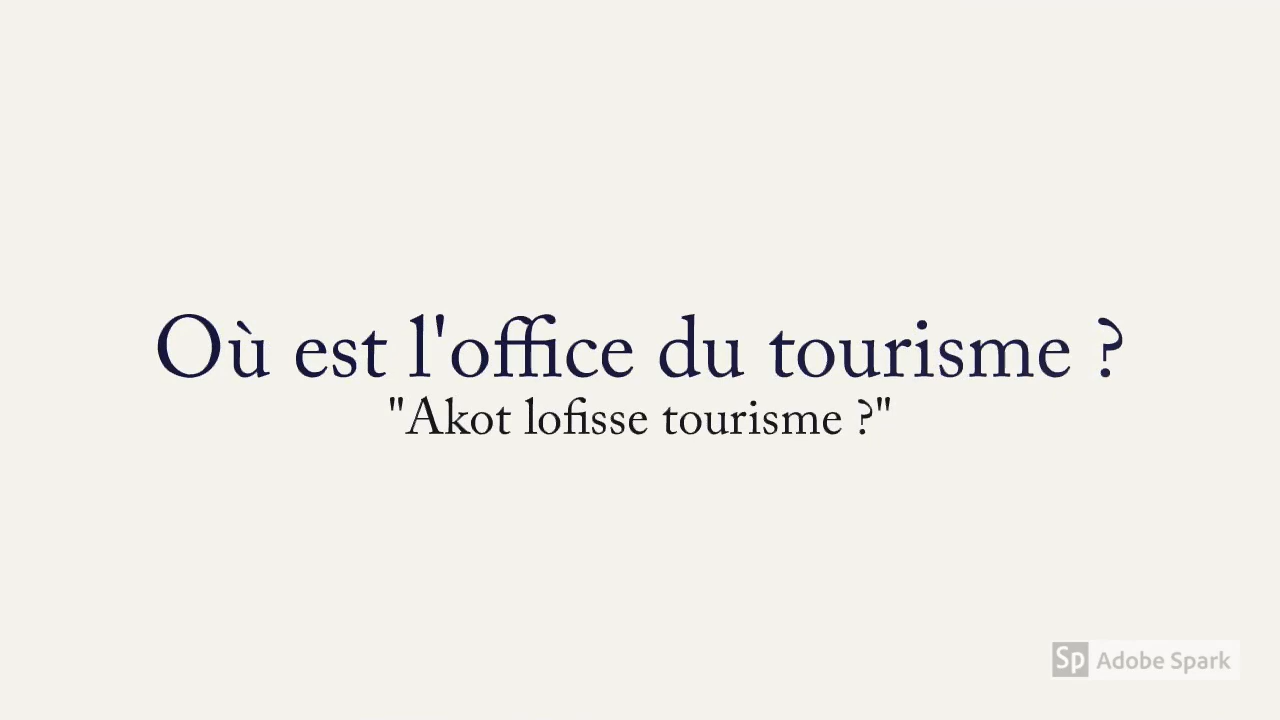 Où est l'office du tourisme ?
"Akot lofisse tourisme ?"
Sp Adobe Spark